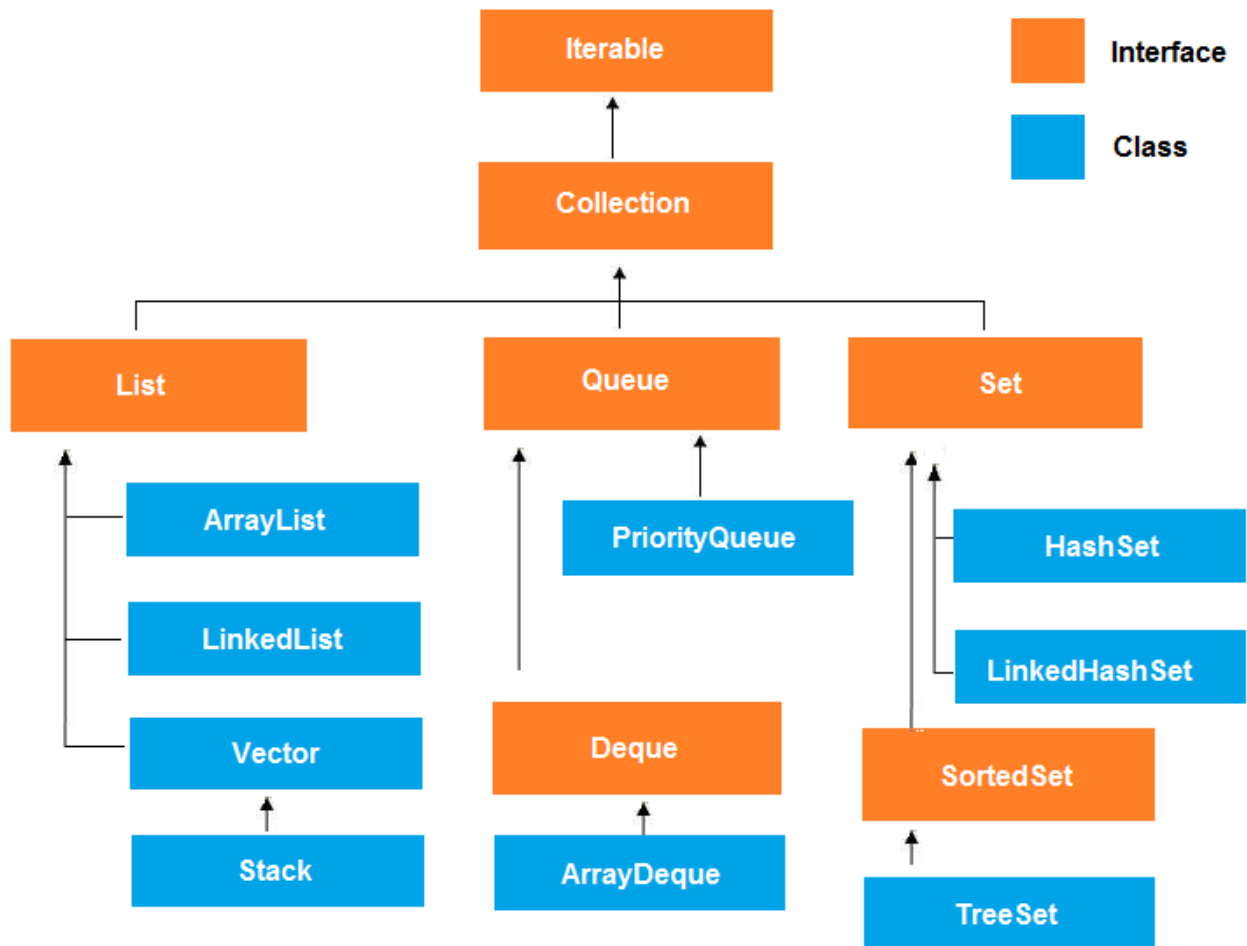 Iterable
Interface
Class
Collection
List
Queue
Set
ArrayList
PriorityQueue
HashSet
LinkedList
LinkedHashSet
Vector
Deque
SortedSet
Stack
ArrayDeque
TreeSet